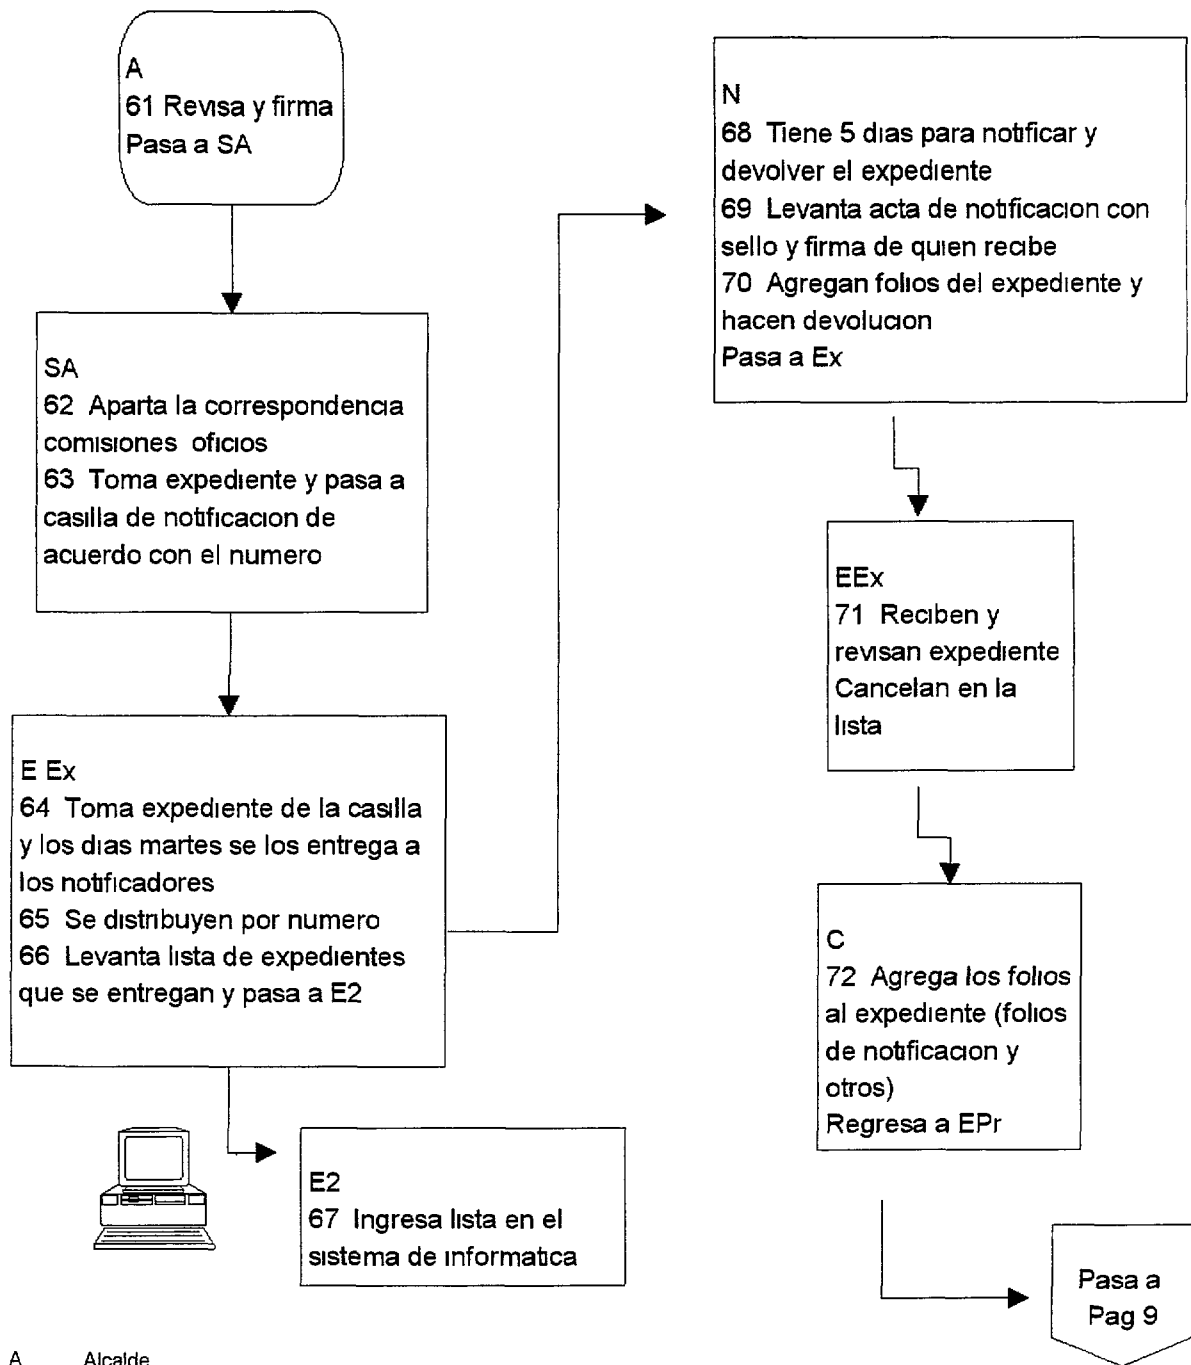 A
61 Revisa y firma
Pasa a SA
SA
62 Aparta la correspondencia
comisiones oficios
63 Toma expediente y pasa a
casilla de notificacion de
acuerdo con el numero
E Ex
64 Toma expediente de la casilla
y los dias martes se los entrega a
los notificadores
65 Se distribuyen por numero
66 Levanta lista de expedientes
que se entregan y pasa a E2
E2
67 Ingresa lista en el
sistema de informatica
N
68 Tiene 5 dias para notificar y
devolver el expediente
69 Levanta acta de notificacion con
sello y firma de quien recibe
70 Agregan folios del expediente y
hacen devolucion
Pasa a Ex
EEx
71 Reciben y
revisan expediente
Cancelan en la
lista
C
72 Agrega los folios
al expediente (folios
de notificacion y
otros)
Regresa a EPr
Pasa a
Pag 9
A Alcalde